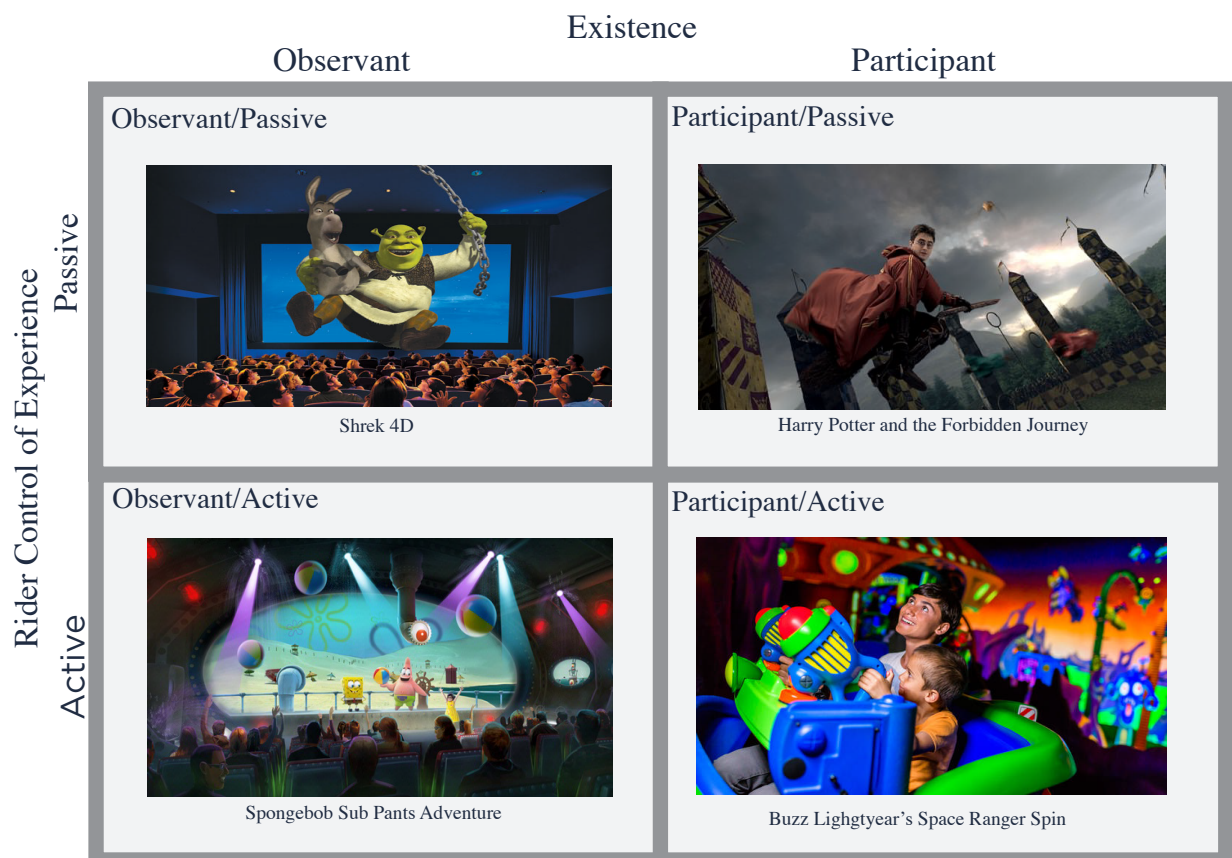 Existence
Observant
Participant
Rider Control of Experience
Passive
Active
Observant/Passive
Shrek 4D
Participant/Passive
Harry Potter and the Forbidden Journey
Observant/Active
Spongebob Sub Pants Adventure
Participant/Active
Buzz Lighgtyear’s Space Ranger Spin